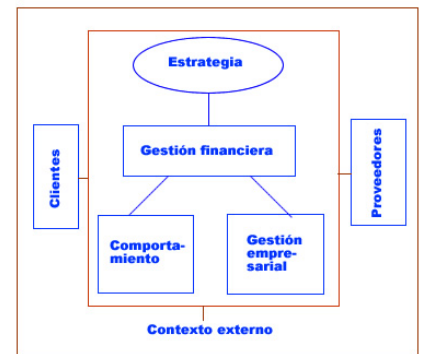 Estrategia
Gestión financiera
Clientes
Proveedores
Comporta-
miento
Gestión
empre-
sarial
Contexto externo